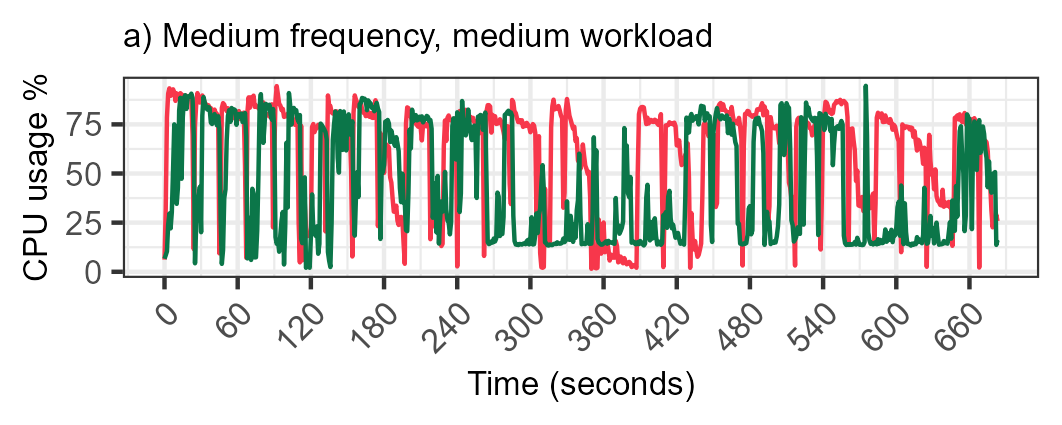 a) Medium frequency, medium workload
CPU usage %
75
50
25
0
0 60 120 180 240 300 360 420 480 540 600 660
Time (seconds)